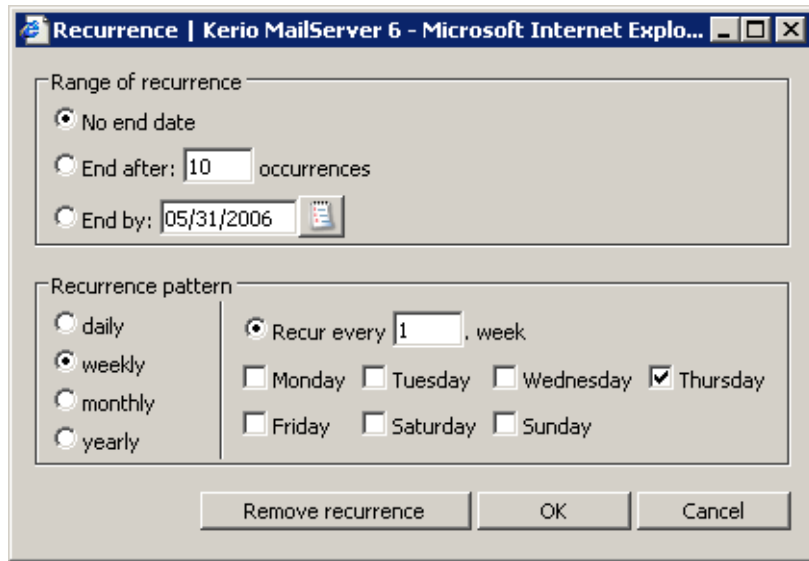 Recurrence | Kerio MailServer 6 - Microsoft Internet Explo...
Range of recurrence
No end date
End after: 10 occurrences
End by: 05/31/2006
Recurrence pattern
daily
weekly
monthly
yearly
Recur every 1 . week
Monday Tuesday Wednesday Thursday
Friday Saturday Sunday
Remove recurrence OK Cancel